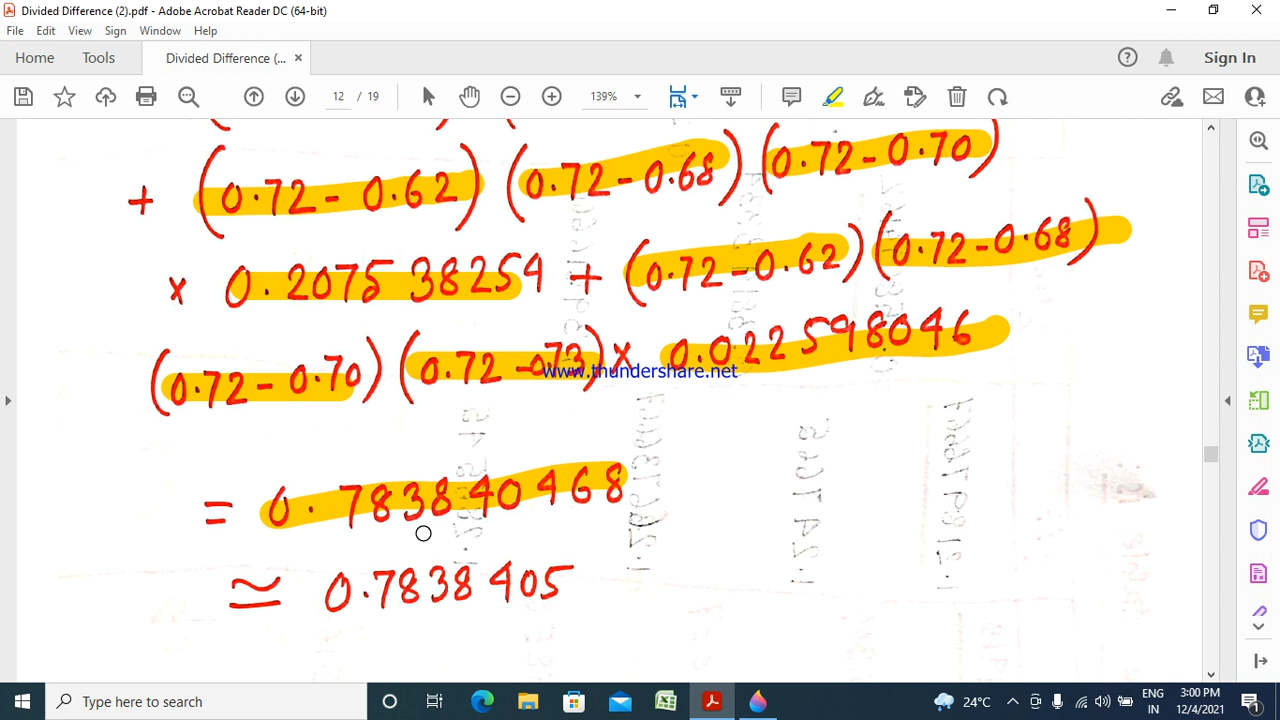 Divided Difference (2).pdf - Adobe Acrobat Reader DC (64-bit)
File Edit View Sign Window Help
Home Tools Divided Difference (... × Sign In
12 / 19 139%
+ (0.72 - 0.62) (0.72 - 0.68) (0.72 - 0.70)
× 0.207538254 + (0.72 - 0.62) (0.72 - 0.68)
(0.72 - 0.70) (0.72 - 0.73) × 0.022598046
www.thundershare.net
= 0.783840468
≃ 0.7838405
Type here to search
24°C
ENG
IN
3:00 PM
12/4/2021